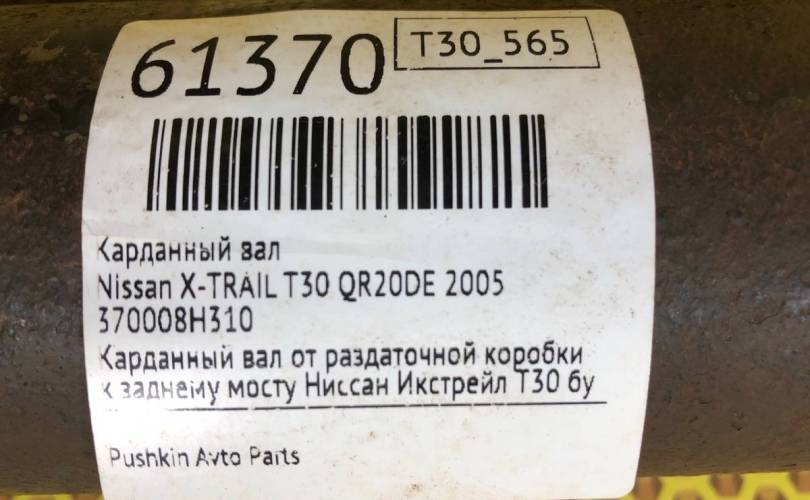 61370
T30_565
Карданный вал
Nissan X-TRAIL T30 QR20DE 2005
370008H310
Карданный вал от раздаточной коробки
к заднему мосту Ниссан Икстрейл Т30 бу
Pushkin Avto Parts